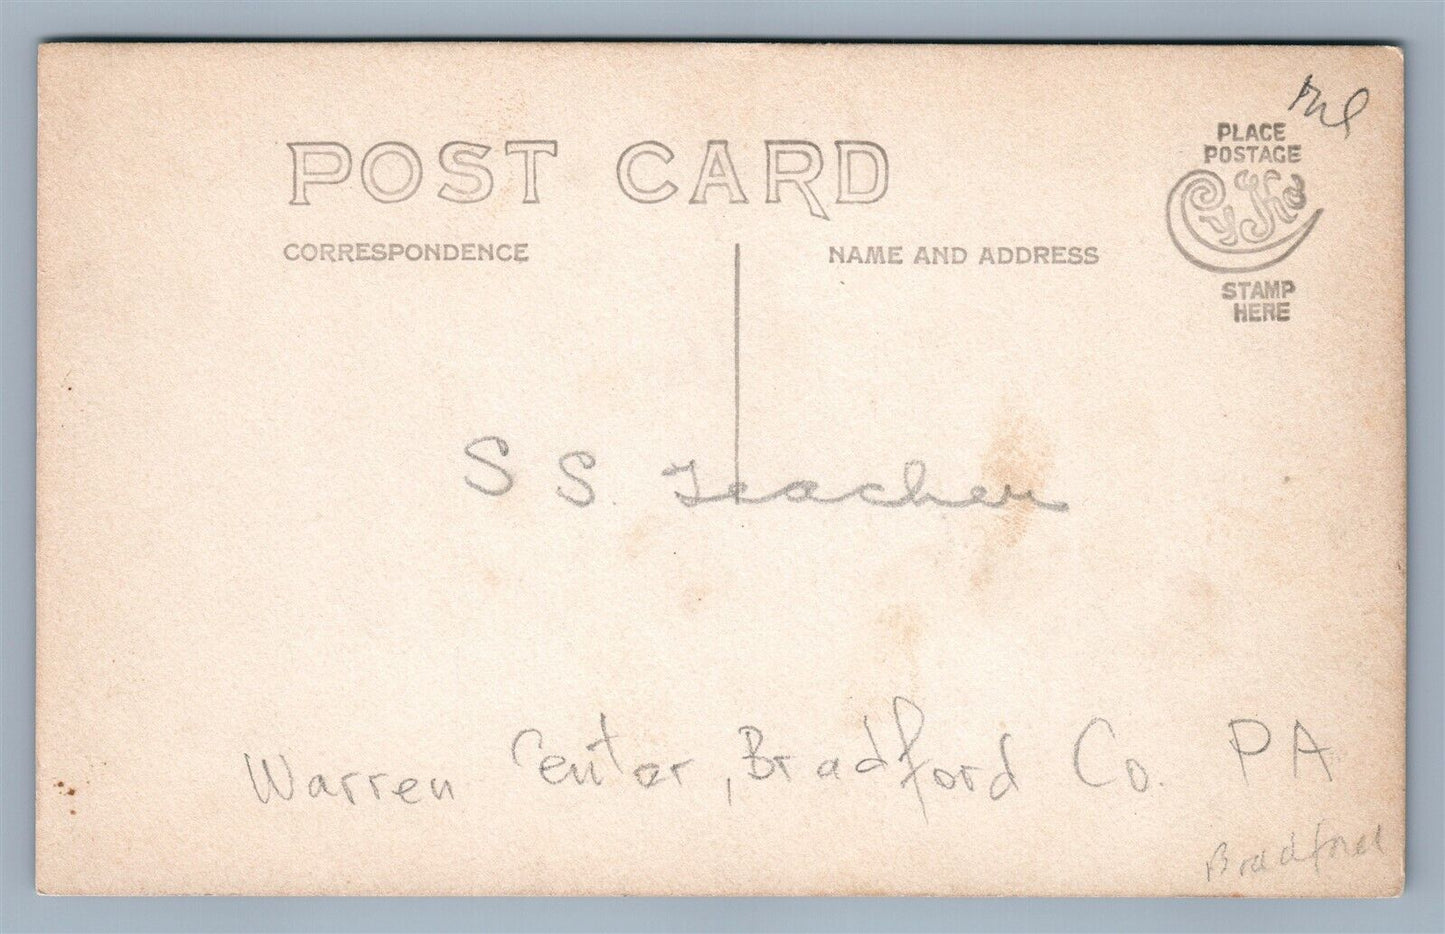 POST CARD
CORRESPONDENCE
NAME AND ADDRESS
PLACE
POSTAGE
STAMP
HERE
S S. Teacher
Warren Center, Bradford Co. PA
Bradford